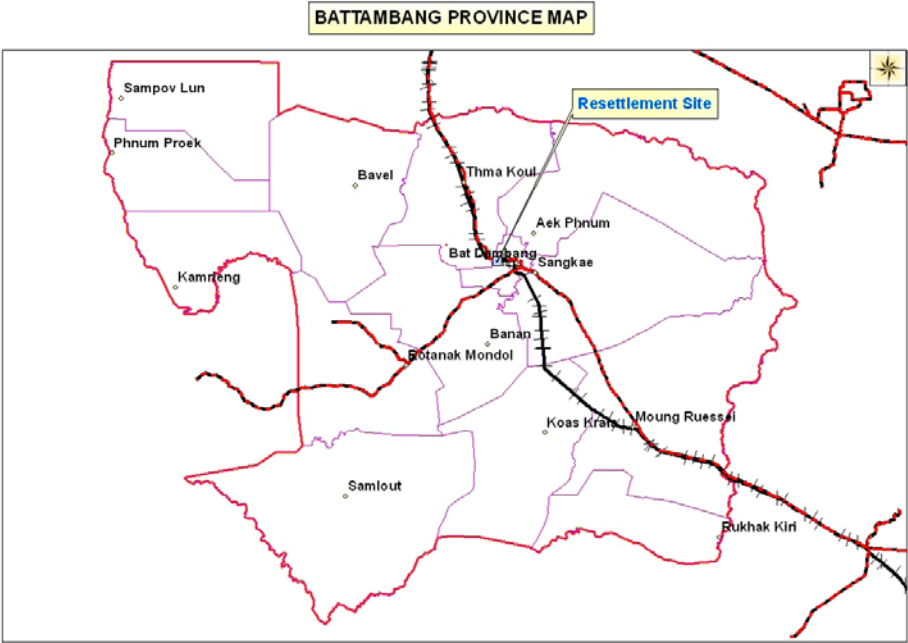 BATTAMBANG PROVINCE MAP
Sampov Lun
Resettlement Site
Phnum Proek
Bavel
Thma Koul
Aek Phnum
Bat Dambang
Sangkae
Kamrieng
Banan
Rotanak Mondol
Moung Ruessei
Koas Krala
Samlout
Rukhak Kiri